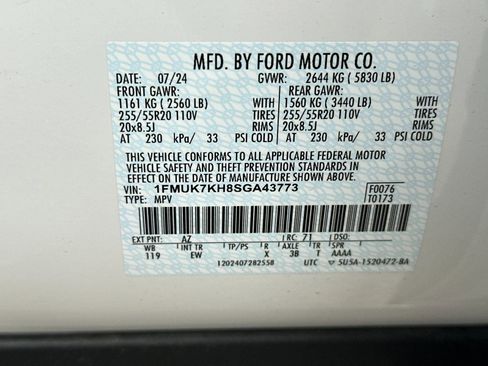 MFD. BY FORD MOTOR CO.
DATE: 07/24 GVWR: 2644 KG ( 5830 LB)
FRONT GAWR: REAR GAWR:
1161 KG ( 2560 LB) WITH 1560 KG ( 3440 LB) WITH
255/55R20 110V TIRES 255/55R20 110V TIRES
20x8.5J RIMS 20x8.5J RIMS
AT 230 kPa/ 33 PSI COLD AT 230 kPa/ 33 PSI COLD
THIS VEHICLE CONFORMS TO ALL APPLICABLE FEDERAL MOTOR
VEHICLE SAFETY AND THEFT PREVENTION STANDARDS IN
EFFECT ON THE DATE OF MANUFACTURE SHOWN ABOVE.
VIN: 1FMUK7KH8SGA43773 F0076
TYPE: MPV T0173
EXT PNT: AZ RC: 71 DSO:
WB INT TR TP/PS R AXLE TR SPR
119 EW X 3B T AAAA
1202407282558 UTC ▽ 5U5A-1520472-BA